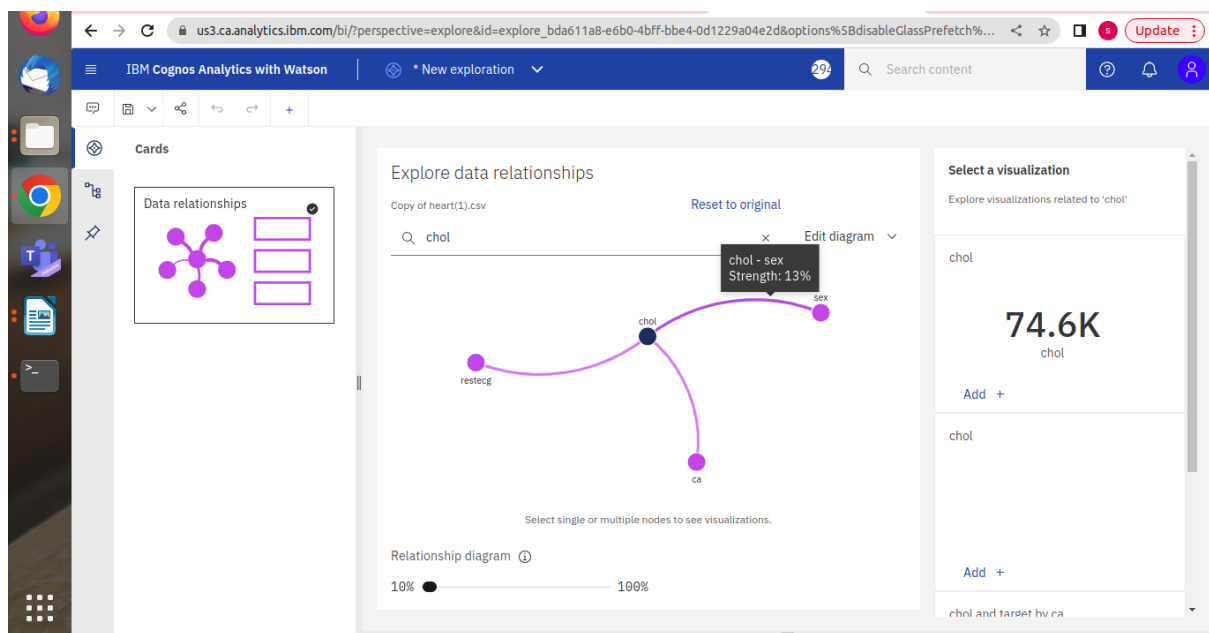 us3.ca.analytics.ibm.com/bi/?perspective=explore&id=explore_bda611a8-e6b0-4bff-bbe4-0d1229a04e2d&options%5BdisableGlassPrefetch%...
s
Update
IBM Cognos Analytics with Watson
* New exploration
294
Search content
Cards
Data relationships
Explore data relationships
Copy of heart(1).csv
Reset to original
chol
Edit diagram
chol - sex
Strength: 13%
sex
chol
restecg
ca
Select single or multiple nodes to see visualizations.
Relationship diagram
10%
100%
Select a visualization
Explore visualizations related to 'chol'
chol
74.6K
chol
Add +
chol
Add +
chol and target by ca